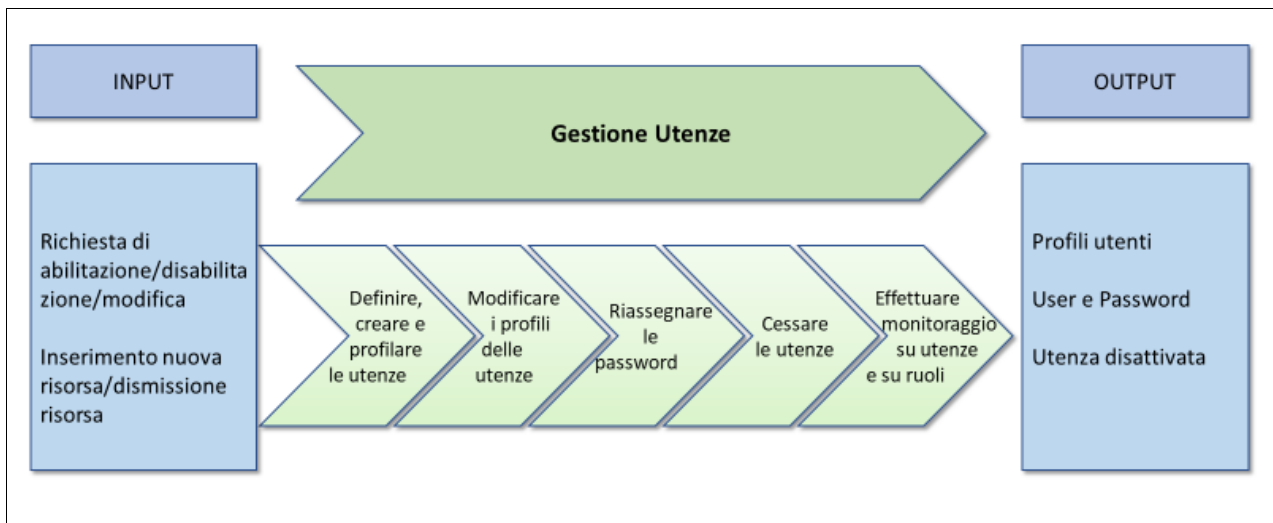 INPUT
Gestione Utenze
OUTPUT
Richiesta di
abilitazione/disabilita
zione/modifica
Inserimento nuova
risorsa/dismissione
risorsa
Definire,
creare e
profilare
le utenze
Modificare
i profili
delle
utenze
Riassegnare
le
password
Cessare
le utenze
Effettuare
monitoraggio
su utenze
e su ruoli
Profili utenti
User e Password
Utenza disattivata